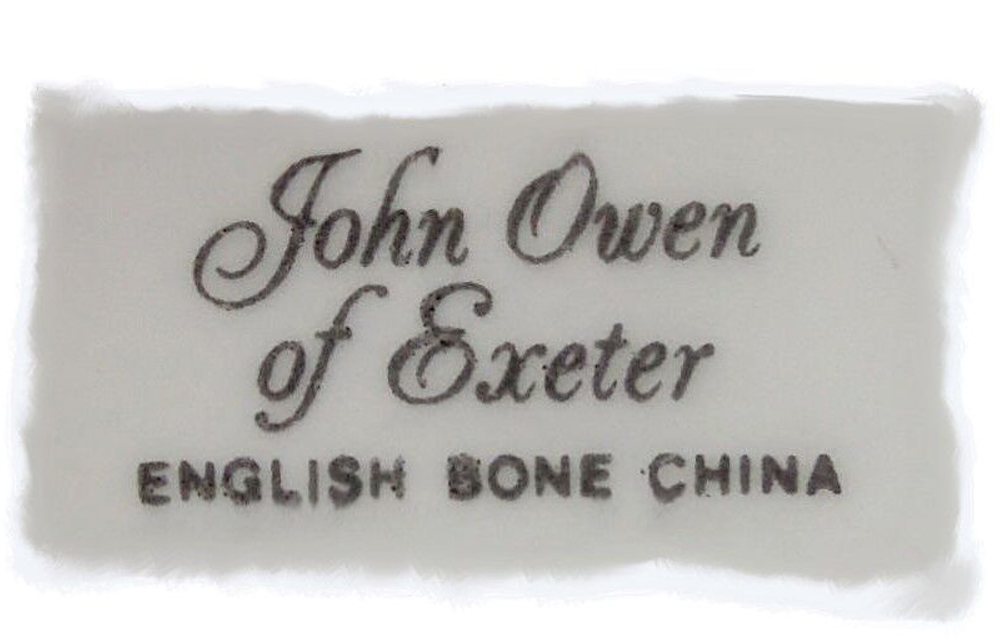 John Owen
of Exeter
ENGLISH BONE CHINA